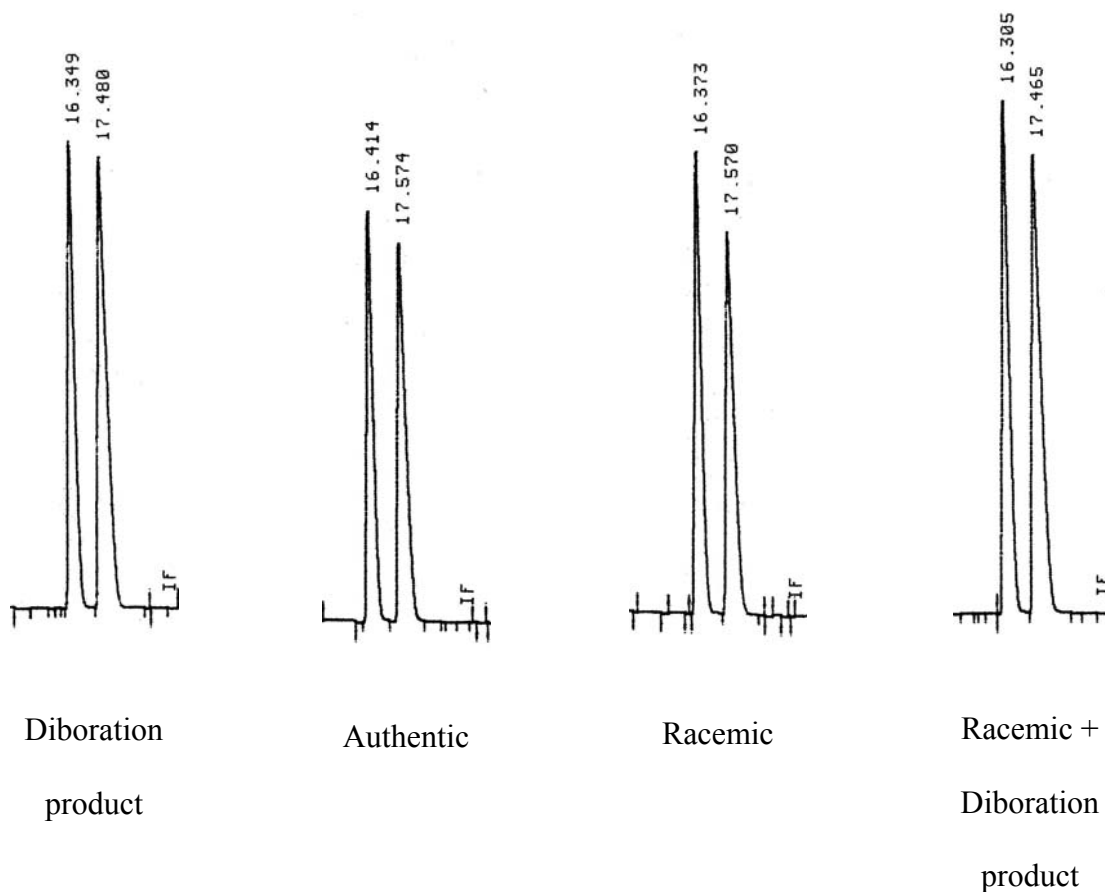 16.349
17.480
IF
Diboration
product
16.414
17.574
IF
Authentic
16.373
17.570
IF
Racemic
16.305
17.465
IF
Racemic +
Diboration
product